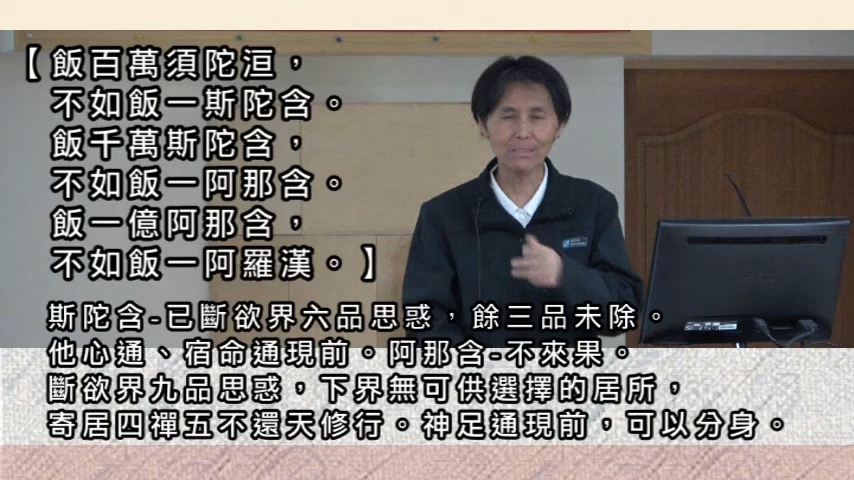 【飯百萬須陀洹，
不如飯一斯陀含。
飯千萬斯陀含，
不如飯一阿那含。
飯一億阿那含，
不如飯一阿羅漢。】
斯陀含-已斷欲界六品思惑，餘三品未除。
他心通、宿命通現前。阿那含-不來果。
斷欲界九品思惑，下界無可供選擇的居所，
寄居四禪五不還天修行。神足通現前，可以分身。